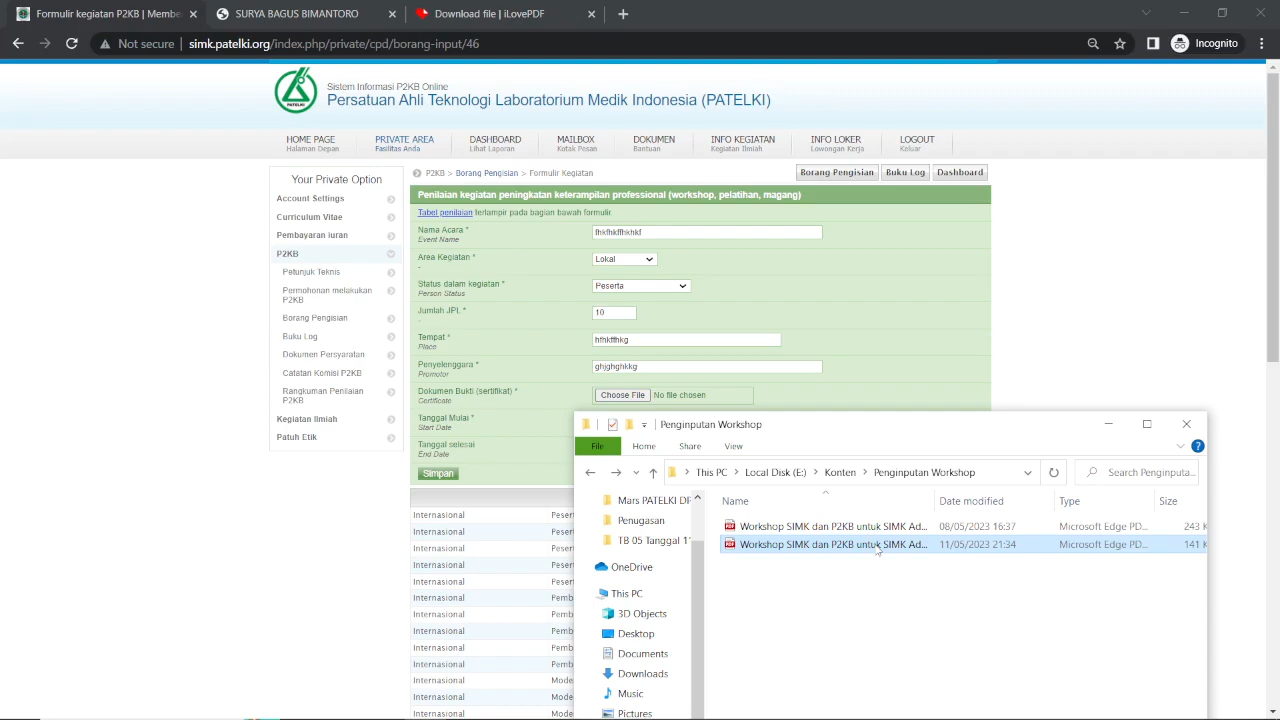 Formulir kegiatan P2KB | Membe
SURYA BAGUS BIMANTORO
Download file | iLovePDF
Not secure
simk.patelki.org/index.php/private/cpd/borang-input/46
Incognito
Sistem Informasi P2KB Online
Persatuan Ahli Teknologi Laboratorium Medik Indonesia (PATELKI)
HOME PAGE
PRIVATE AREA
DASHBOARD
MAILBOX
DOKUMEN
INFO KEGIATAN
INFO LOKER
LOGOUT
Halaman Depan
Fasilitas Anda
Lihat Laporan
Kotak Pesan
Bantuan
Kegiatan Ilmiah
Lowongan Kerja
Keluar
Your Private Option
Account Settings
Curriculum Vitae
Pembayaran Iuran
P2KB
Petunjuk Teknis
Permohonan melakukan
P2KB
Borang Pengisian
Buku Log
Dokumen Persyaratan
Catatan Komisi P2KB
Rangkuman Penilaian
P2KB
Kegiatan Ilmiah
Patuh Etik
P2KB > Borang Pengisian > Formulir Kegiatan
Borang Pengisian
Buku Log
Dashboard
Penilaian kegiatan peningkatan keterampilan professional (workshop, pelatihan, magang)
Tabel penilaian terlampir pada bagian bawah formulir.
Nama Acara *
Event Name
fhkfhkffhkhkf
Area Kegiatan *
-
Lokal
Status dalam kegiatan *
Person Status
Peserta
Jumlah JPL *
-
10
Tempat *
Place
hfhkffhkg
Penyelenggara *
Promotor
ghjghghkkg
Dokumen Bukti (sertifikat) *
Certificate
Choose File
No file chosen
Tanggal Mulai *
Start Date
Tanggal selesai
End Date
Simpan
Internasional Peser
Internasional Peser
Internasional Peser
Internasional Peser
Internasional Peser
Internasional Pemb
Internasional Pemb
Internasional Pemb
Internasional Pemb
Internasional Pemb
Internasional Mode
Internasional Mode
Internasional Mode
Penginputan Workshop
File
Home
Share
View
This PC > Local Disk (E:) > Konten > Penginputan Workshop
Search Penginputa...
Mars PATELKI DP
Penugasan
TB 05 Tanggal 1
OneDrive
This PC
3D Objects
Desktop
Documents
Downloads
Music
Pictures
Name
Date modified
Type
Size
Workshop SIMK dan P2KB untuk SIMK Ad...
08/05/2023 16:37
Microsoft Edge PD...
243 K
Workshop SIMK dan P2KB untuk SIMK Ad...
11/05/2023 21:34
Microsoft Edge PD...
141 K